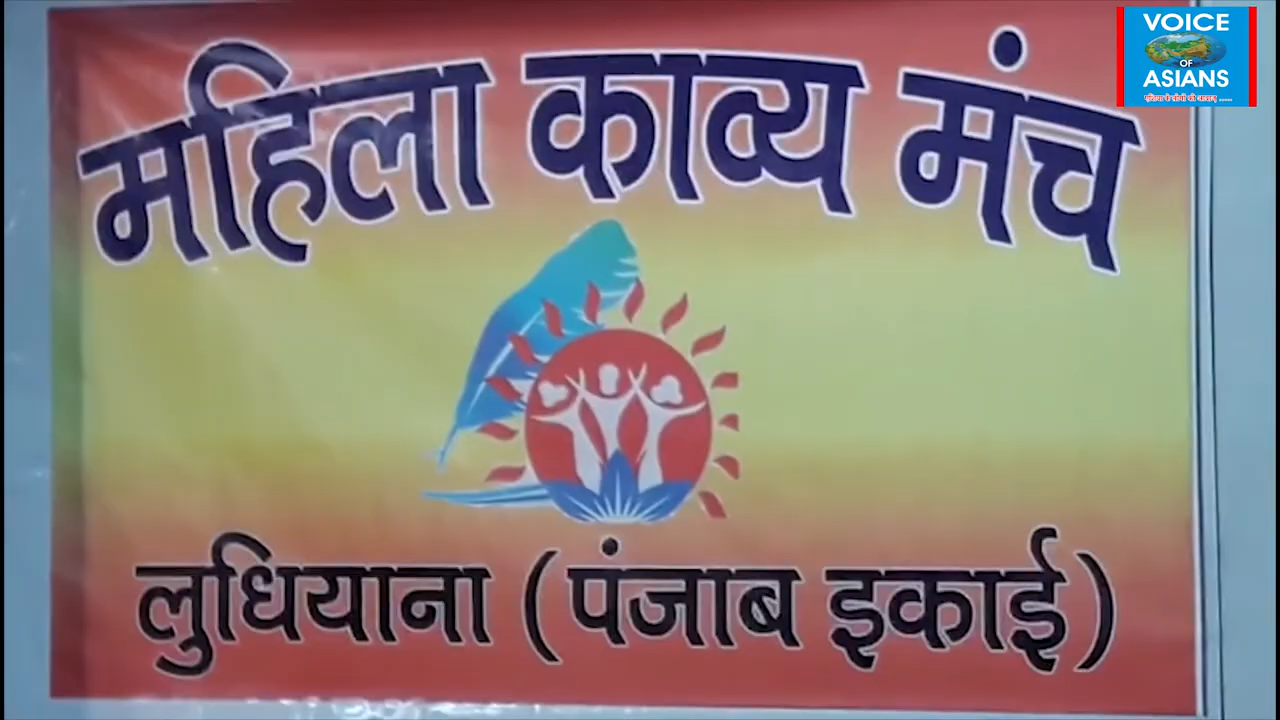 महिला काव्य मंच
VOICE
OF
ASIANS
लुधियाना (पंजाब इकाई)